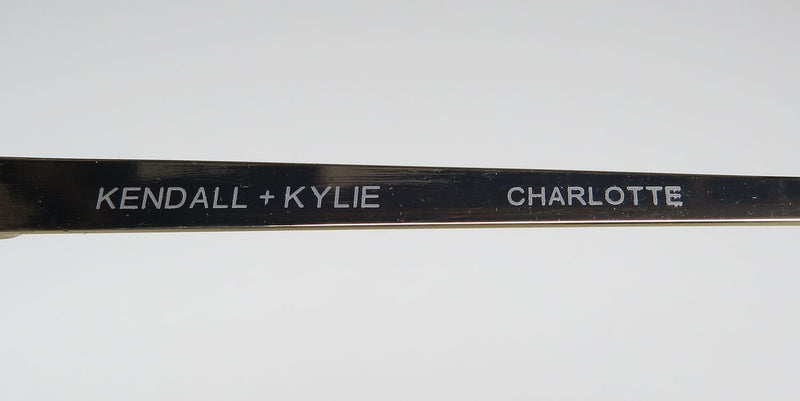 KENDALL + KYLIE CHARLOTTE